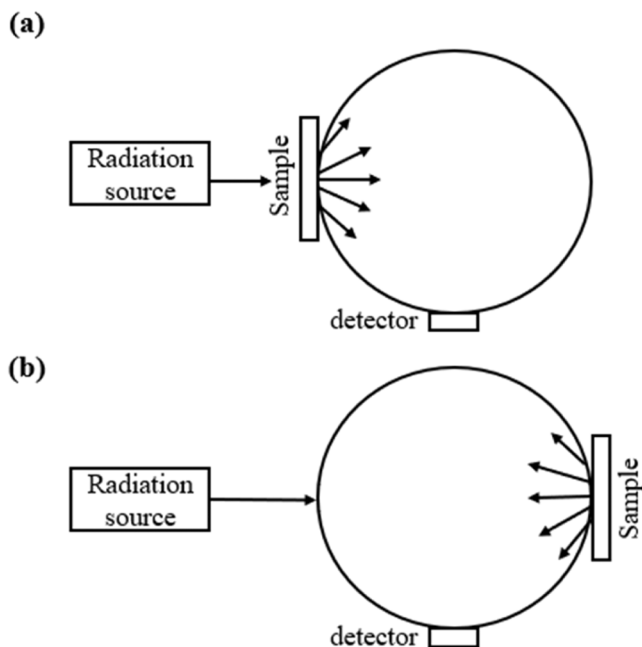 (a)
Radiation
source
Sample
detector
(b)
Radiation
source
Sample
detector